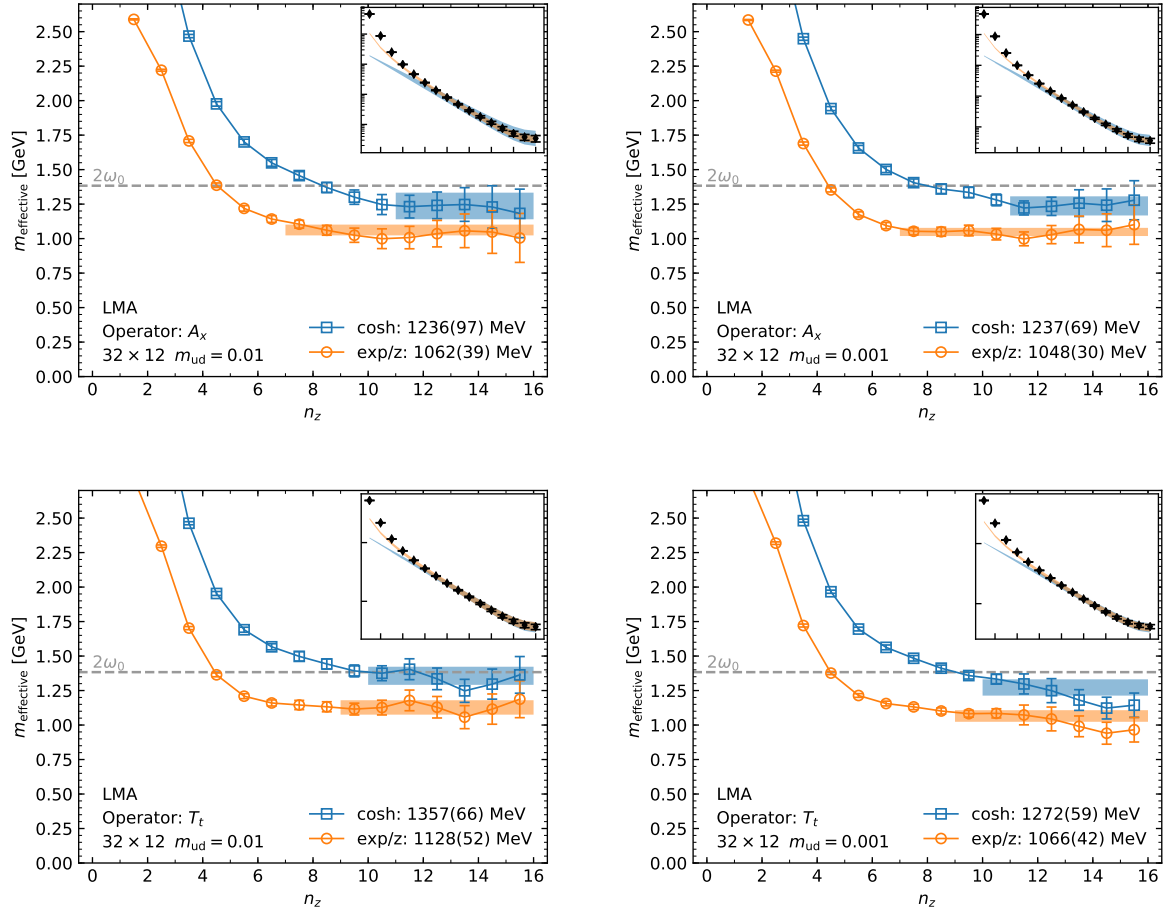 2.50
2.25
2.00
1.75
1.50
1.25
1.00
0.75
0.50
0.25
0.00
m_effective [GeV]
2ω₀
LMA
Operator: Aₓ
32 × 12 m_ud = 0.01
cosh: 1236(97) MeV
exp/z: 1062(39) MeV
0 2 4 6 8 10 12 14 16
n_z
2.50
2.25
2.00
1.75
1.50
1.25
1.00
0.75
0.50
0.25
0.00
m_effective [GeV]
2ω₀
LMA
Operator: Aₓ
32 × 12 m_ud = 0.001
cosh: 1237(69) MeV
exp/z: 1048(30) MeV
0 2 4 6 8 10 12 14 16
n_z
2.50
2.25
2.00
1.75
1.50
1.25
1.00
0.75
0.50
0.25
0.00
m_effective [GeV]
2ω₀
LMA
Operator: Tₜ
32 × 12 m_ud = 0.01
cosh: 1357(66) MeV
exp/z: 1128(52) MeV
0 2 4 6 8 10 12 14 16
n_z
2.50
2.25
2.00
1.75
1.50
1.25
1.00
0.75
0.50
0.25
0.00
m_effective [GeV]
2ω₀
LMA
Operator: Tₜ
32 × 12 m_ud = 0.001
cosh: 1272(59) MeV
exp/z: 1066(42) MeV
0 2 4 6 8 10 12 14 16
n_z